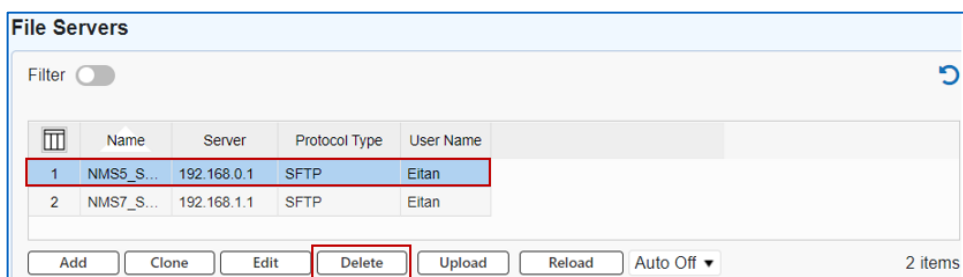 File Servers
Filter
Name Server Protocol Type User Name
1 NMS5_S... 192.168.0.1 SFTP Eitan
2 NMS7_S... 192.168.1.1 SFTP Eitan
Add Clone Edit Delete Upload Reload Auto Off 2 items